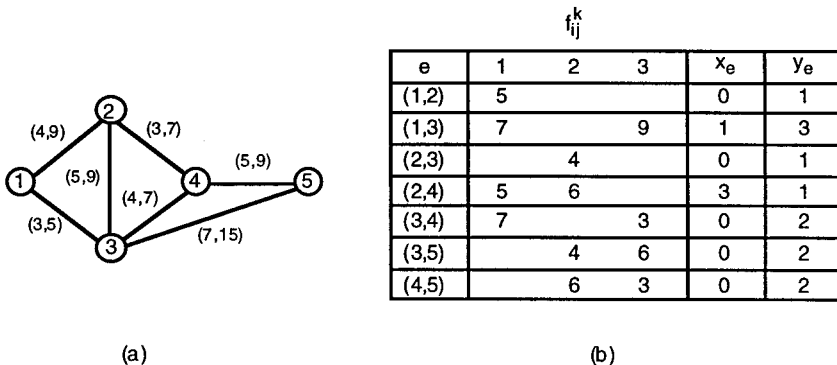 f_{ij}^{k}
e 1 2 3 x_e y_e
(1,2) 5 0 1
(1,3) 7 9 1 3
(2,3) 4 0 1
(2,4) 5 6 3 1
(3,4) 7 3 0 2
(3,5) 4 6 0 2
(4,5) 6 3 0 2
2
(4,9) (3,7)
(5,9)
1 (5,9) 4 5
(4,7)
(3,5)
(7,15)
3
(a) (b)